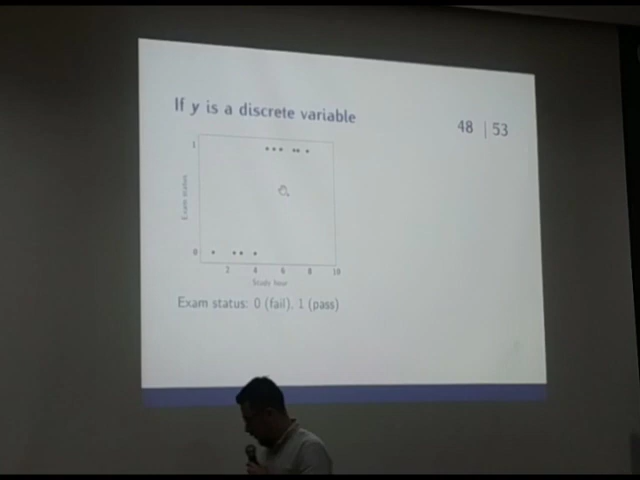 If y is a discrete variable
48 | 53
1
Exam status
0
2 4 6 8 10
Study hour
Exam status: 0 (fail), 1 (pass)